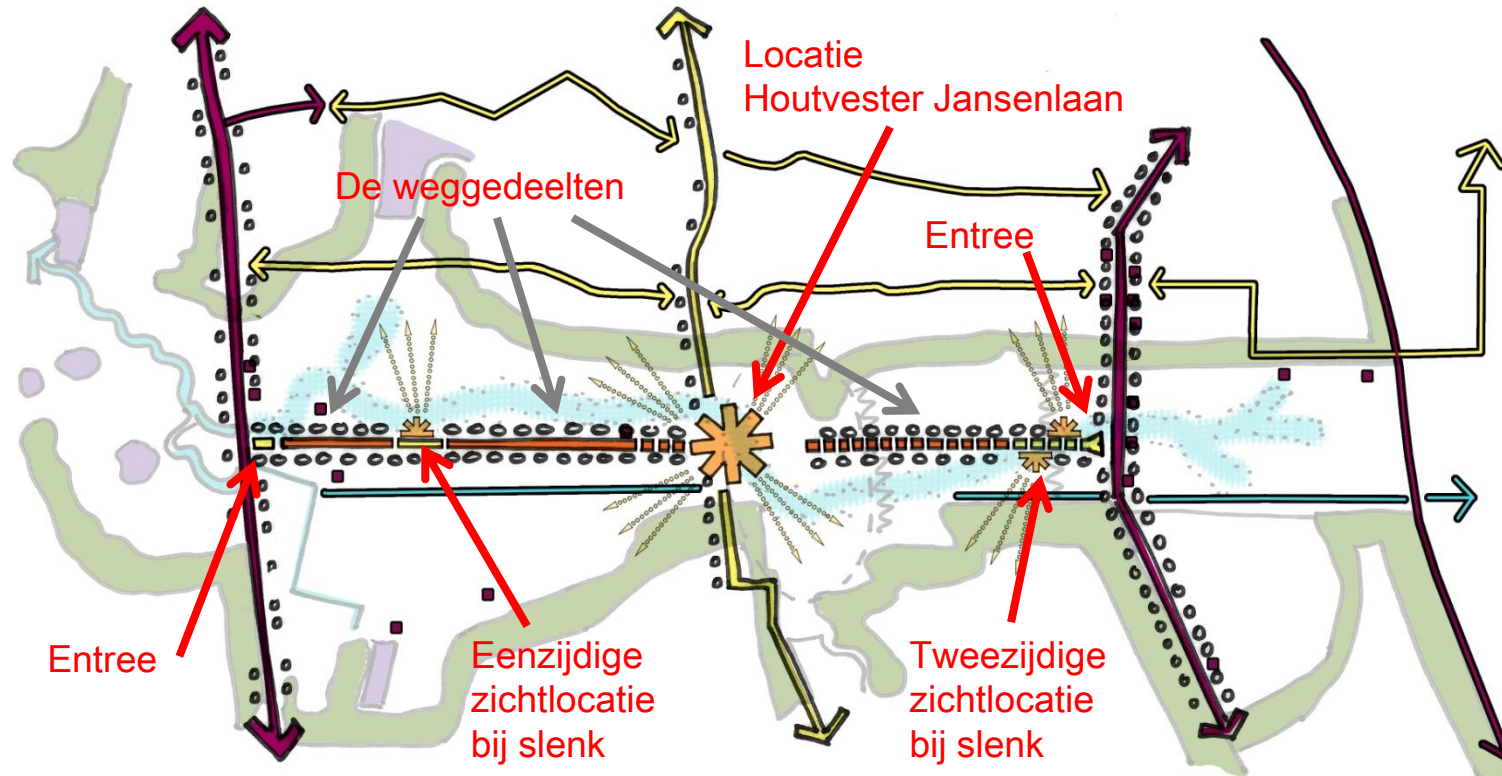 Locatie
Houtvester Jansenlaan
De weggedeelten
Entree
Entree
Eenzijdige
zichtlocatie
bij slenk
Tweezijdige
zichtlocatie
bij slenk